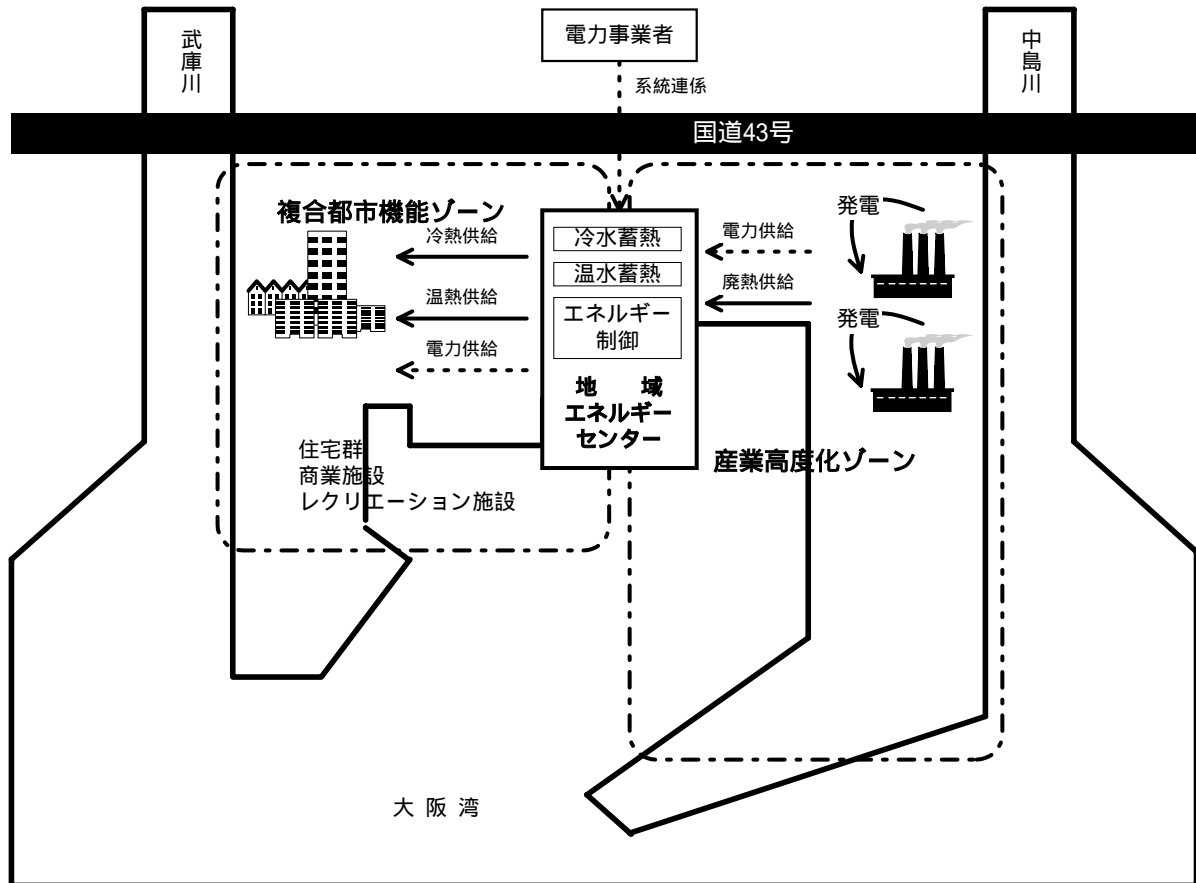 武庫川
電力事業者
中島川
系統連係
国道43号
複合都市機能ゾーン
冷熱供給
温熱供給
電力供給
冷水蓄熱
温水蓄熱
エネルギー
制御
地　域
エネルギー
センター
電力供給
廃熱供給
発電
発電
住宅群
商業施設
レクリエーション施設
産業高度化ゾーン
大 阪 湾